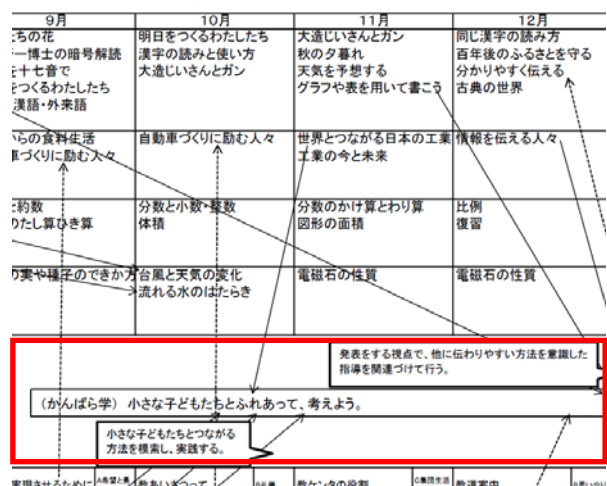 9月
10月
11月
12月
ちの花
一博士の暗号解読
を十七音で
をつくるわたしたち
漢語・外来語
明日をつくるわたしたち
漢字の読みと使い方
大造じいさんとガン
大造じいさんとガン
秋の夕暮れ
天気を予想する
グラフや表を用いて書こう
同じ漢字の読み方
百年後のふるさとを守る
分かりやすく伝える
古典の世界
からの食料生活
車づくりに励む人々
自動車づくりに励む人々
世界とつながる日本の工業
工業の今と未来
情報を伝える人々
と約数
のたし算ひき算
分数と小数・整数
体積
分数のかけ算とわり算
図形の面積
比例
復習
の実や種子のできか方
台風と天気の変化
流れる水のはたらき
電磁石の性質
電磁石の性質
発表をする視点で、他に伝わりやすい方法を意識した
指導を関連づけて行う。
(かんばら学) 小さな子どもたちとふれあって、考えよう。
小さな子どもたちとつながる
方法を模索し、実践する。
実現させるために